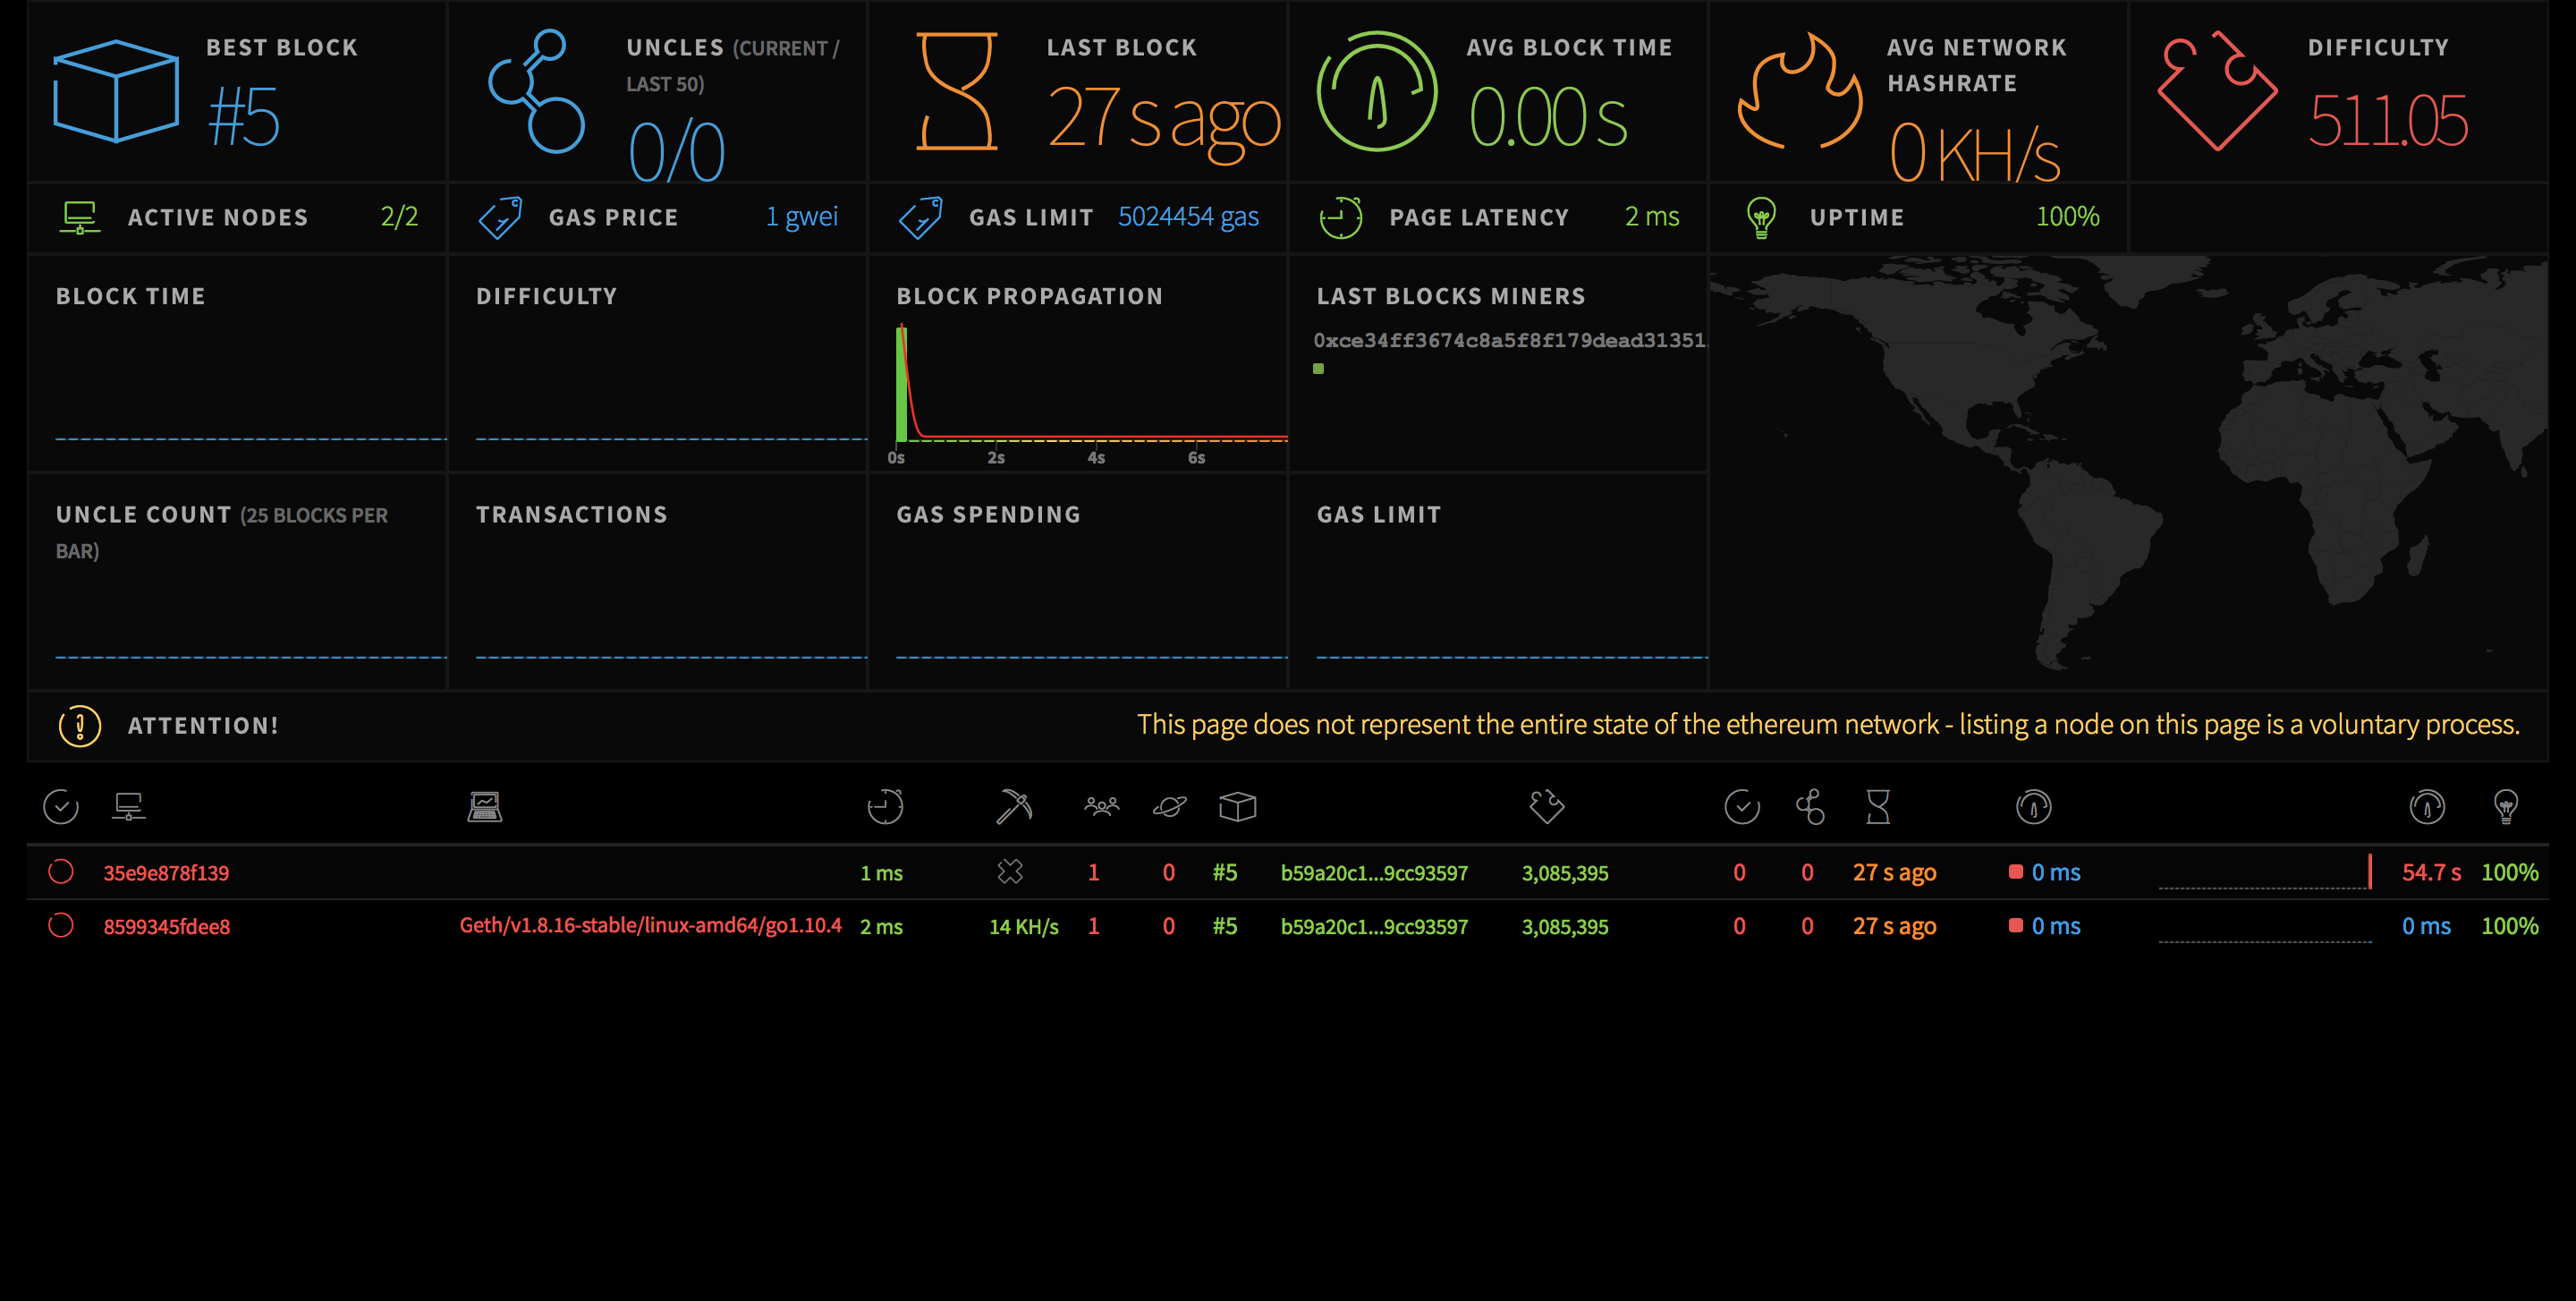 BEST BLOCK
#5
UNCLES (CURRENT /
LAST 50)
0/0
LAST BLOCK
27 s ago
AVG BLOCK TIME
0.00 s
AVG NETWORK
HASHRATE
0 KH/s
DIFFICULTY
511.05
ACTIVE NODES 2/2
GAS PRICE 1 gwei
GAS LIMIT 5024454 gas
PAGE LATENCY 2 ms
UPTIME 100%
BLOCK TIME
DIFFICULTY
BLOCK PROPAGATION
0s 2s 4s 6s
LAST BLOCKS MINERS
0xce34ff3674c8a5f8f179dead31351
UNCLE COUNT (25 BLOCKS PER
BAR)
TRANSACTIONS
GAS SPENDING
GAS LIMIT
ATTENTION! This page does not represent the entire state of the ethereum network - listing a node on this page is a voluntary process.
35e9e878f139 1 ms 1 0 #5 b59a20c1...9cc93597 3,085,395 0 0 27 s ago 0 ms 54.7 s 100%
8599345fdee8 Geth/v1.8.16-stable/linux-amd64/go1.10.4 2 ms 14 KH/s 1 0 #5 b59a20c1...9cc93597 3,085,395 0 0 27 s ago 0 ms 0 ms 100%